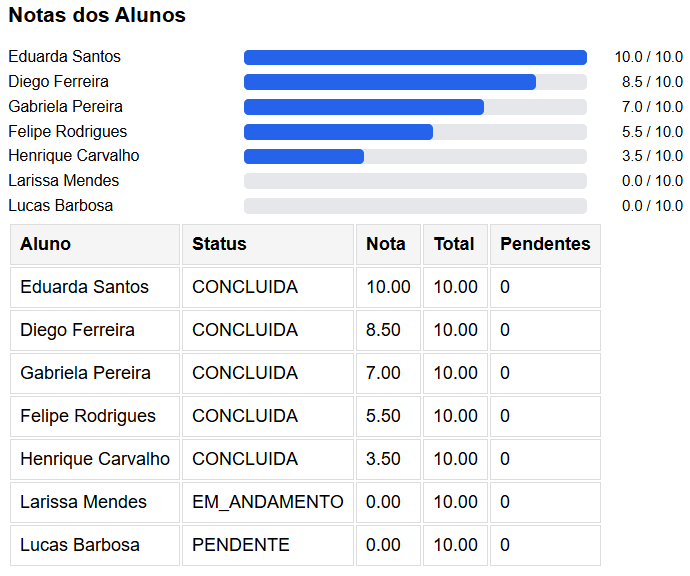 Notas dos Alunos
Eduarda Santos 10.0 / 10.0
Diego Ferreira 8.5 / 10.0
Gabriela Pereira 7.0 / 10.0
Felipe Rodrigues 5.5 / 10.0
Henrique Carvalho 3.5 / 10.0
Larissa Mendes 0.0 / 10.0
Lucas Barbosa 0.0 / 10.0
Aluno Status Nota Total Pendentes
Eduarda Santos CONCLUIDA 10.00 10.00 0
Diego Ferreira CONCLUIDA 8.50 10.00 0
Gabriela Pereira CONCLUIDA 7.00 10.00 0
Felipe Rodrigues CONCLUIDA 5.50 10.00 0
Henrique Carvalho CONCLUIDA 3.50 10.00 0
Larissa Mendes EM_ANDAMENTO 0.00 10.00 0
Lucas Barbosa PENDENTE 0.00 10.00 0